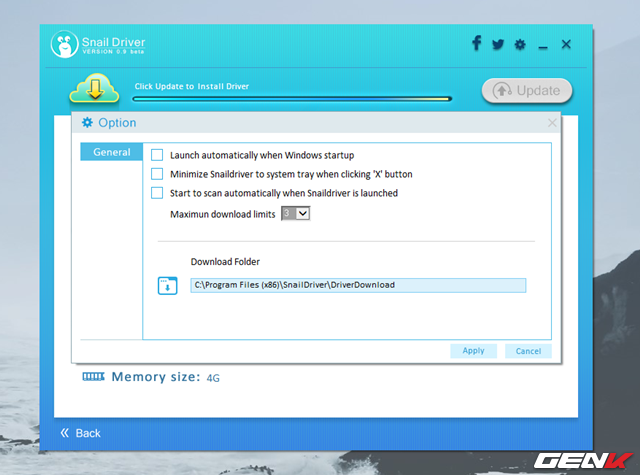 Snail Driver
VERSION 0.6 beta
Click Update to Install Driver
Update
Option
General
Launch automatically when Windows startup
Minimize Snaildriver to system tray when clicking 'X' button
Start to scan automatically when Snaildriver is launched
Maximun download limits 3
Download Folder
C:\Program Files (x86)\SnailDriver\DriverDownload
Apply
Cancel
Memory size: 4G
Back
GENK